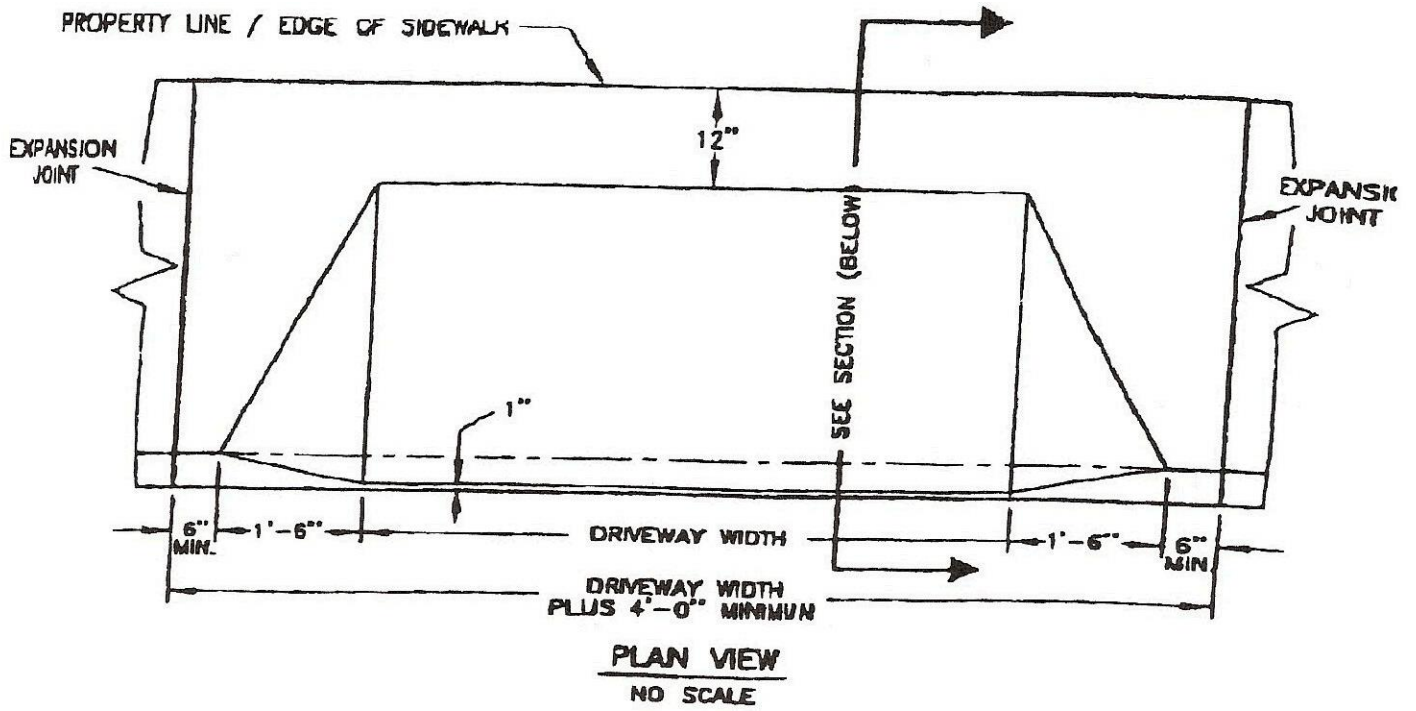 PROPERTY LINE / EDGE OF SIDEWALK
12"
EXPANSION
JOINT
EXPANSI
JOINT
SEE SECTION (BELOW)
1"
6"
MIN.
1'-6"
DRIVEWAY WIDTH
1'-6"
6"
MIN
DRIVEWAY WIDTH
PLUS 4'-0" MINIMUM
PLAN VIEW
NO SCALE